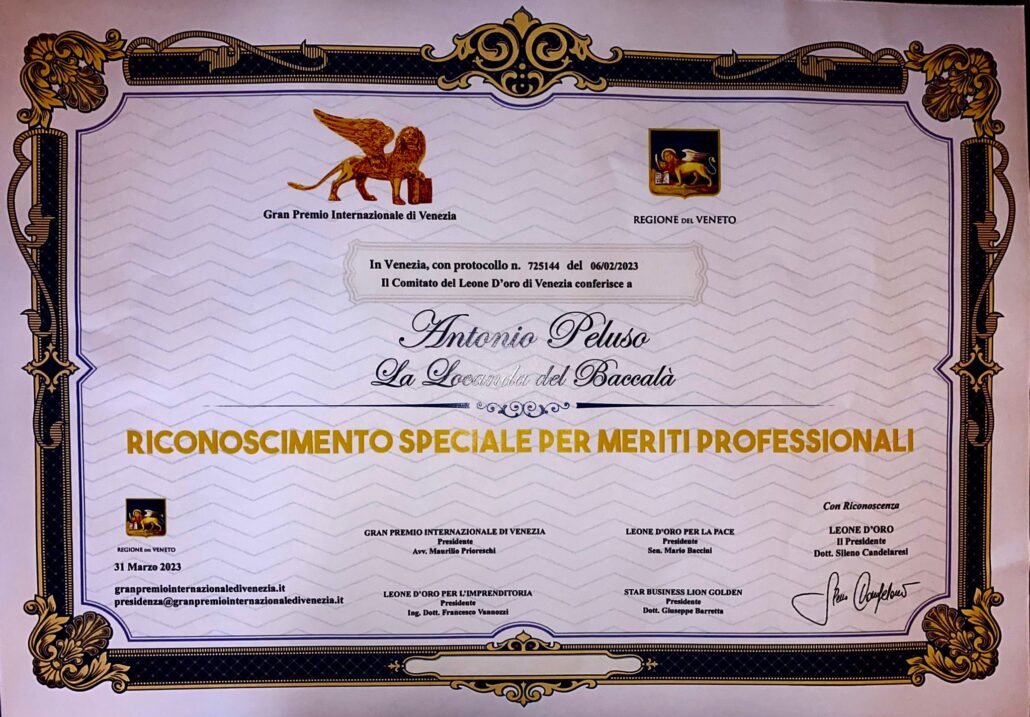 Gran Premio Internazionale di Venezia
REGIONE DEL VENETO
In Venezia, con protocollo n. 725144 del 06/02/2023
Il Comitato del Leone D'oro di Venezia conferisce a
Antonio Peluso
La Locanda del Baccalà
RICONOSCIMENTO SPECIALE PER MERITI PROFESSIONALI
REGIONE DEL VENETO
31 Marzo 2023
granpremiointernazionaledivenezia.it
presidenza@granpremiointernazionaledivenezia.it
GRAN PREMIO INTERNAZIONALE DI VENEZIA
Presidente
Avv. Maurilio Prioreschi
LEONE D'ORO PER L'IMPRENDITORIA
Presidente
Ing. Dott. Francesco Vannozzi
LEONE D'ORO PER LA PACE
Presidente
Sen. Mario Baccini
STAR BUSINESS LION GOLDEN
Presidente
Dott. Giuseppe Barretta
Con Riconoscenza
LEONE D'ORO
Il Presidente
Dott. Sileno Candelaresi